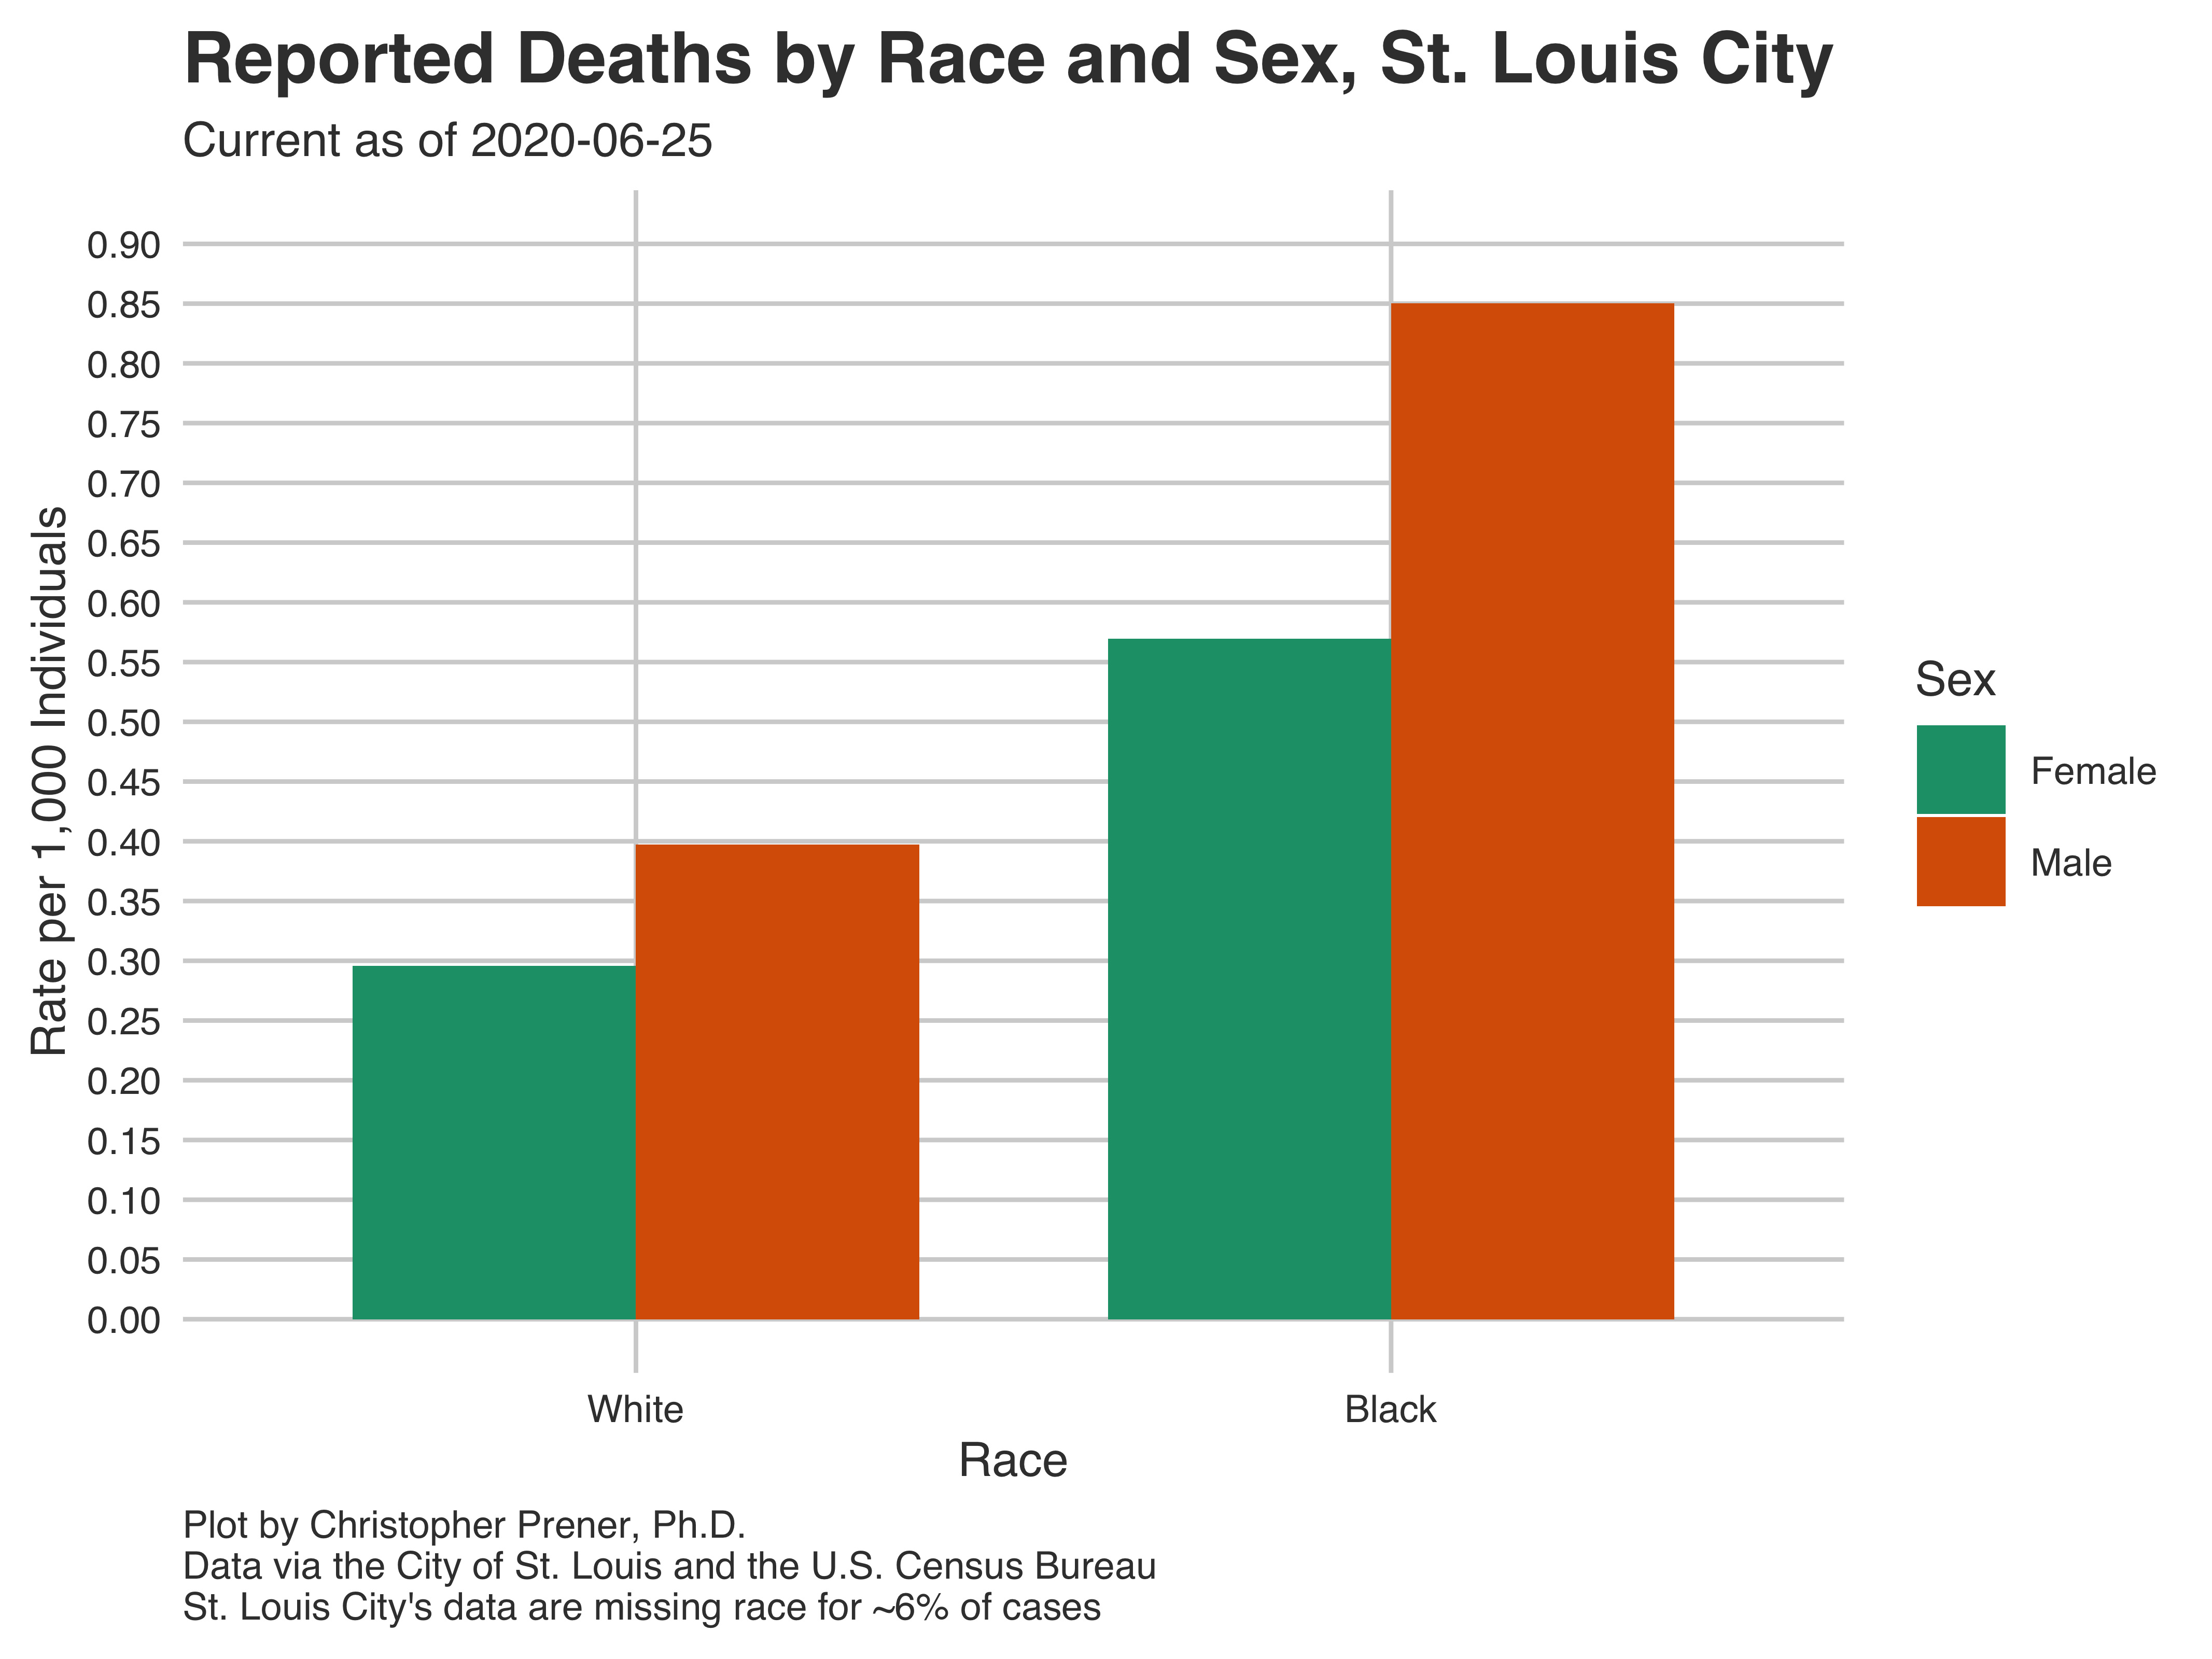 Reported Deaths by Race and Sex, St. Louis City
Current as of 2020-06-25
Rate per 1,000 Individuals
0.90
0.85
0.80
0.75
0.70
0.65
0.60
0.55
0.50
0.45
0.40
0.35
0.30
0.25
0.20
0.15
0.10
0.05
0.00
White
Black
Race
Sex
Female
Male
Plot by Christopher Prener, Ph.D.
Data via the City of St. Louis and the U.S. Census Bureau
St. Louis City's data are missing race for ~6% of cases